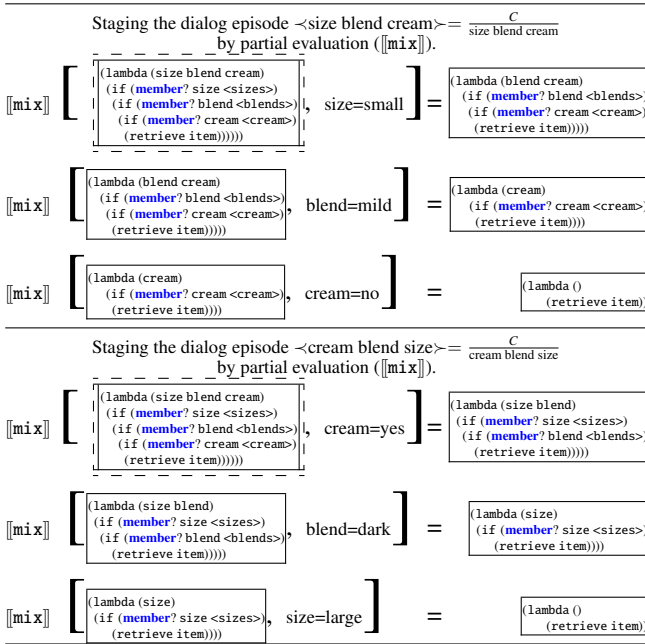 Staging the dialog episode ≺size blend cream≻= C / size blend cream
by partial evaluation (⟦mix⟧).
(lambda (size blend cream)
(if (member? size <sizes>)
(if (member? blend <blends>)
(if (member? cream <cream>)
(retrieve item))))))
⟦mix⟧ [ , size=small ] =
(lambda (blend cream)
(if (member? blend <blends>)
(if (member? cream <cream>)
(retrieve item)))))
(lambda (blend cream)
(if (member? blend <blends>)
(if (member? cream <cream>)
(retrieve item)))))
⟦mix⟧ [ , blend=mild ] =
(lambda (cream)
(if (member? cream <cream>)
(retrieve item))))
(lambda (cream)
(if (member? cream <cream>)
(retrieve item))))
⟦mix⟧ [ , cream=no ] =
(lambda ()
(retrieve item))
Staging the dialog episode ≺cream blend size≻= C / cream blend size
by partial evaluation (⟦mix⟧).
(lambda (size blend cream)
(if (member? size <sizes>)
(if (member? blend <blends>)
(if (member? cream <cream>)
(retrieve item))))))
⟦mix⟧ [ , cream=yes ] =
(lambda (size blend)
(if (member? size <sizes>)
(if (member? blend <blends>)
(retrieve item)))))
(lambda (size blend)
(if (member? size <sizes>)
(if (member? blend <blends>)
(retrieve item)))))
⟦mix⟧ [ , blend=dark ] =
(lambda (size)
(if (member? size <sizes>)
(retrieve item))))
(lambda (size)
(if (member? size <sizes>)
(retrieve item))))
⟦mix⟧ [ , size=large ] =
(lambda ()
(retrieve item))